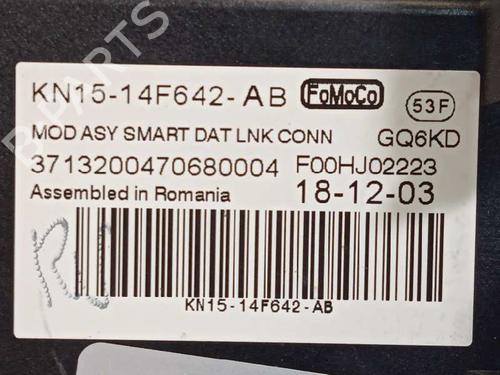 B PARTS
KN15-14F642-AB FoMoCo 53F
MOD ASY SMART DAT LNK CONN GQ6KD
3713200470680004 F00HJ02223
Assembled in Romania 18-12-03
KN15-14F642-AB